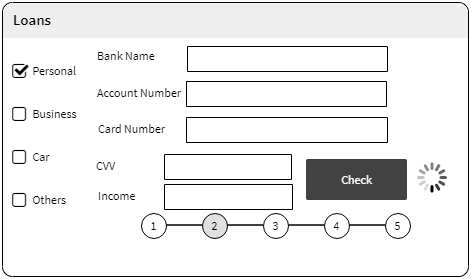 Loans
Personal
Business
Car
Others
Bank Name
Account Number
Card Number
CVV
Income
Check
1 2 3 4 5